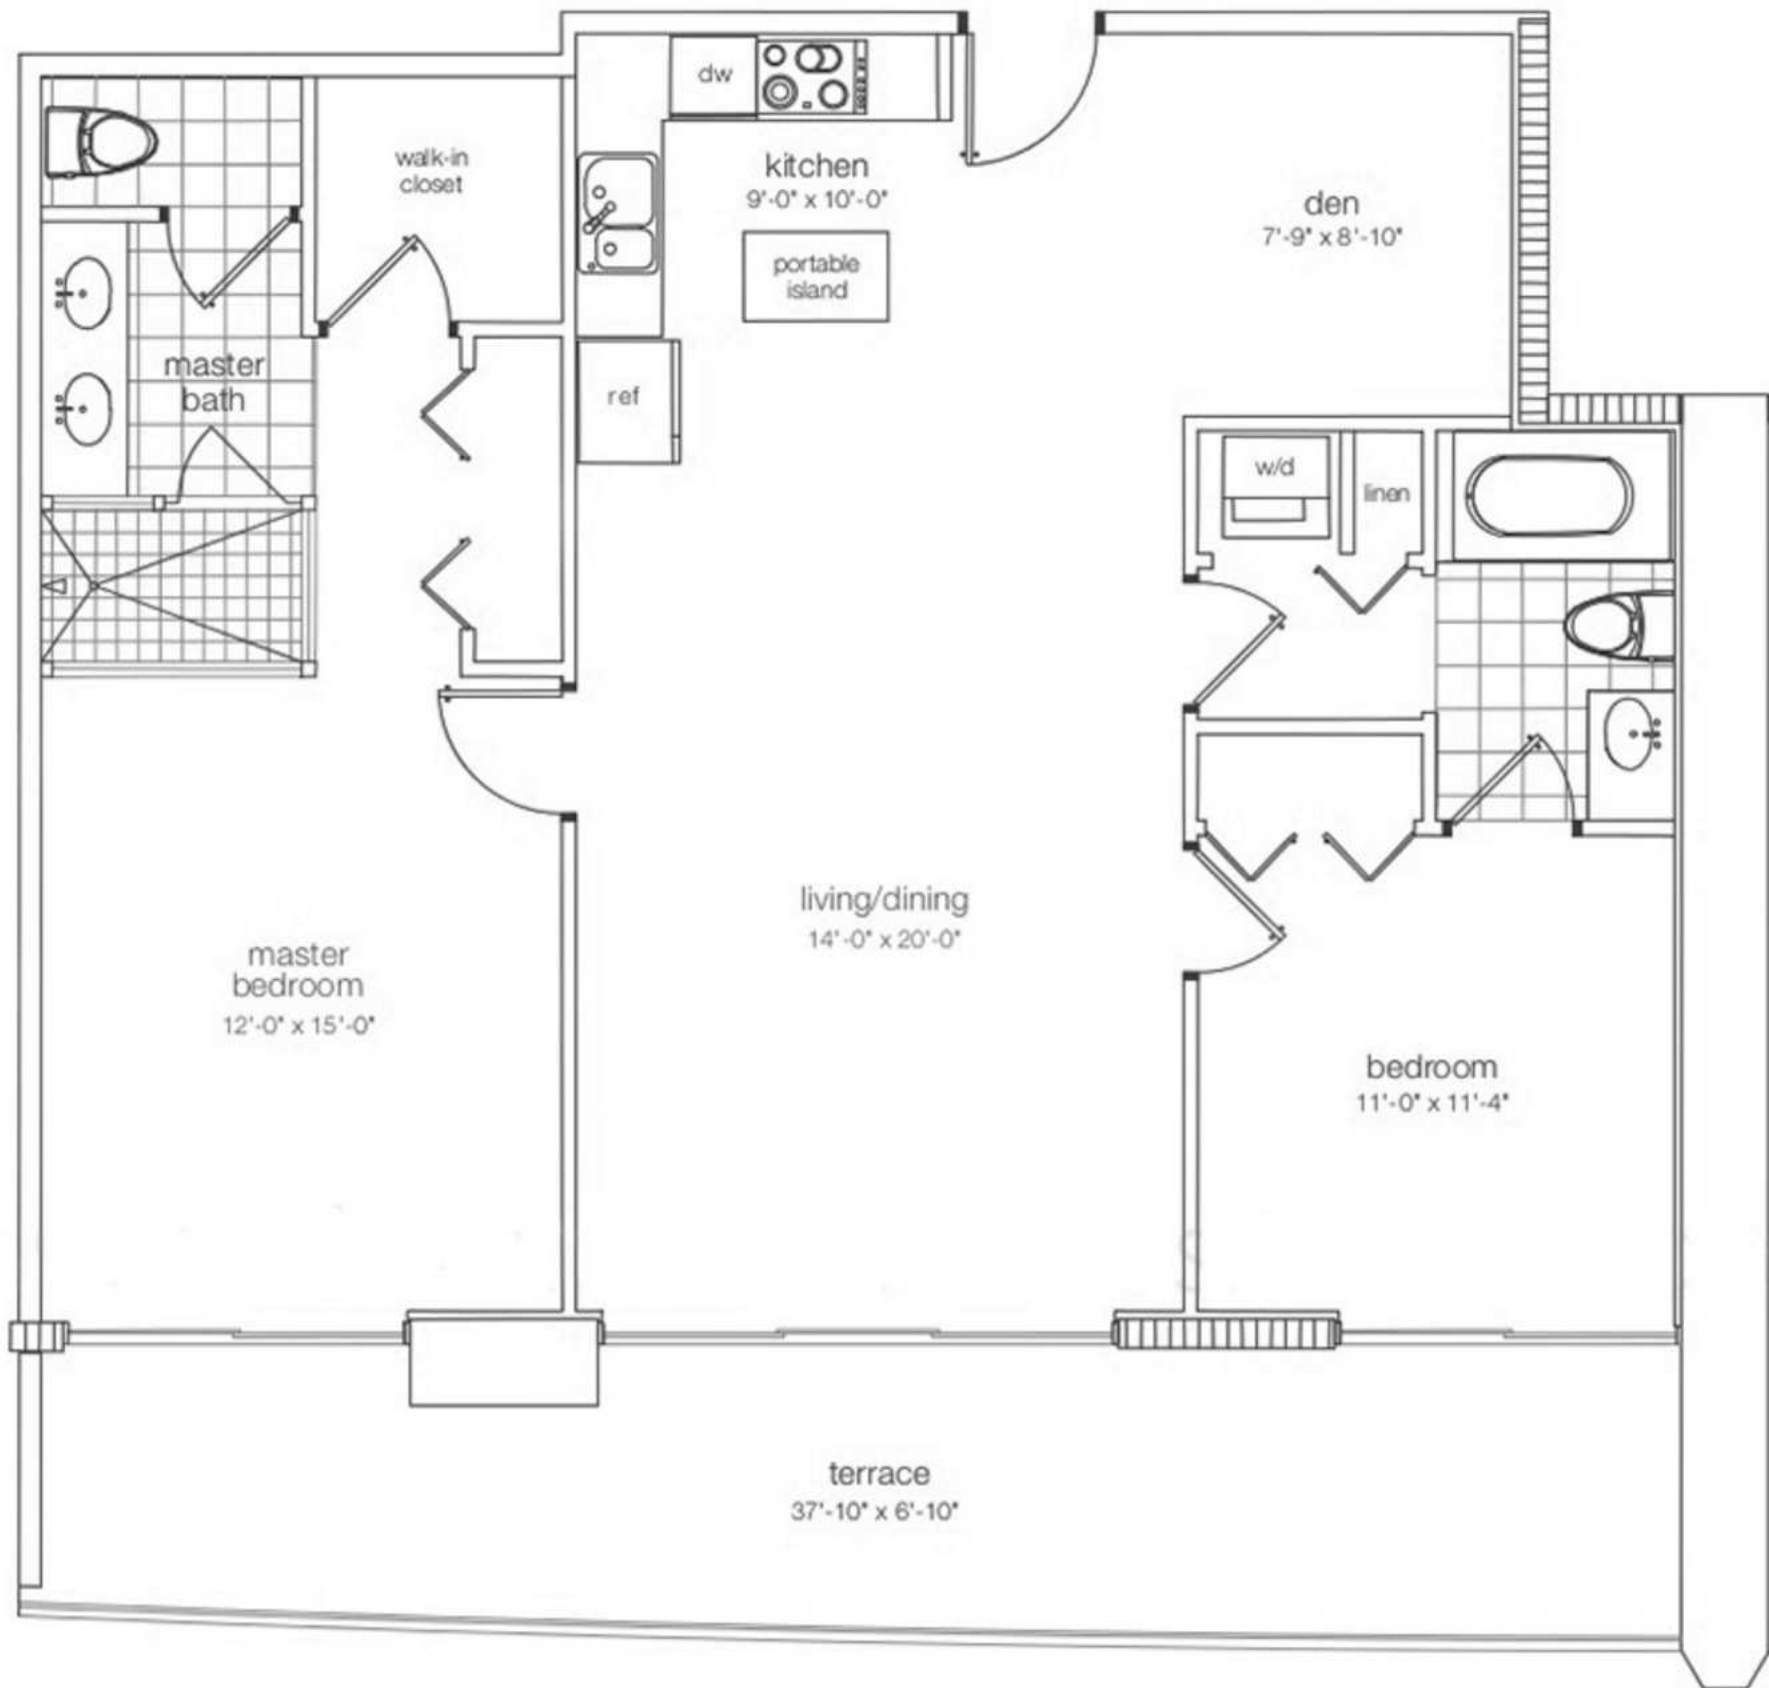 dw
walk-in
closet
kitchen
9'-0" x 10'-0"
den
7'-9" x 8'-10"
portable
island
master
bath
ref
w/d
linen
living/dining
14'-0" x 20'-0"
master
bedroom
12'-0" x 15'-0"
bedroom
11'-0" x 11'-4"
terrace
37'-10" x 6'-10"